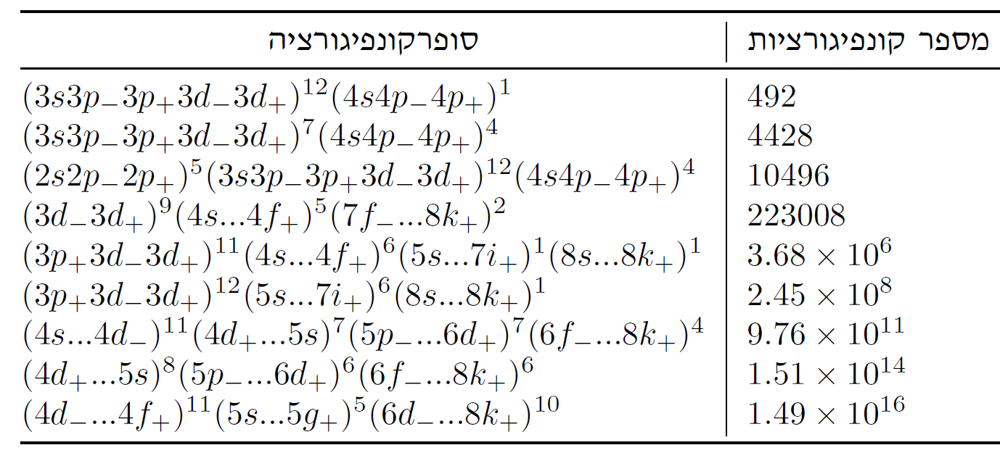 סופרקונפיגורציה מספר קונפיגורציות
$(3s3p_-3p_+3d_-3d_+)^{12}(4s4p_-4p_+)^1$ 492
$(3s3p_-3p_+3d_-3d_+)^7(4s4p_-4p_+)^4$ 4428
$(2s2p_-2p_+)^5(3s3p_-3p_+3d_-3d_+)^{12}(4s4p_-4p_+)^4$ 10496
$(3d_-3d_+)^9(4s...4f_+)^5(7f_-...8k_+)^2$ 223008
$(3p_+3d_-3d_+)^{11}(4s...4f_+)^6(5s...7i_+)^1(8s...8k_+)^1$ $3.68 × 10^6$
$(3p_+3d_-3d_+)^{12}(5s...7i_+)^6(8s...8k_+)^1$ $2.45 × 10^8$
$(4s...4d_-)^{11}(4d_+...5s)^7(5p_-...6d_+)^7(6f_-...8k_+)^4$ $9.76 × 10^{11}$
$(4d_+...5s)^8(5p_-...6d_+)^6(6f_-...8k_+)^6$ $1.51 × 10^{14}$
$(4d_-...4f_+)^{11}(5s...5g_+)^5(6d_-...8k_+)^{10}$ $1.49 × 10^{16}$